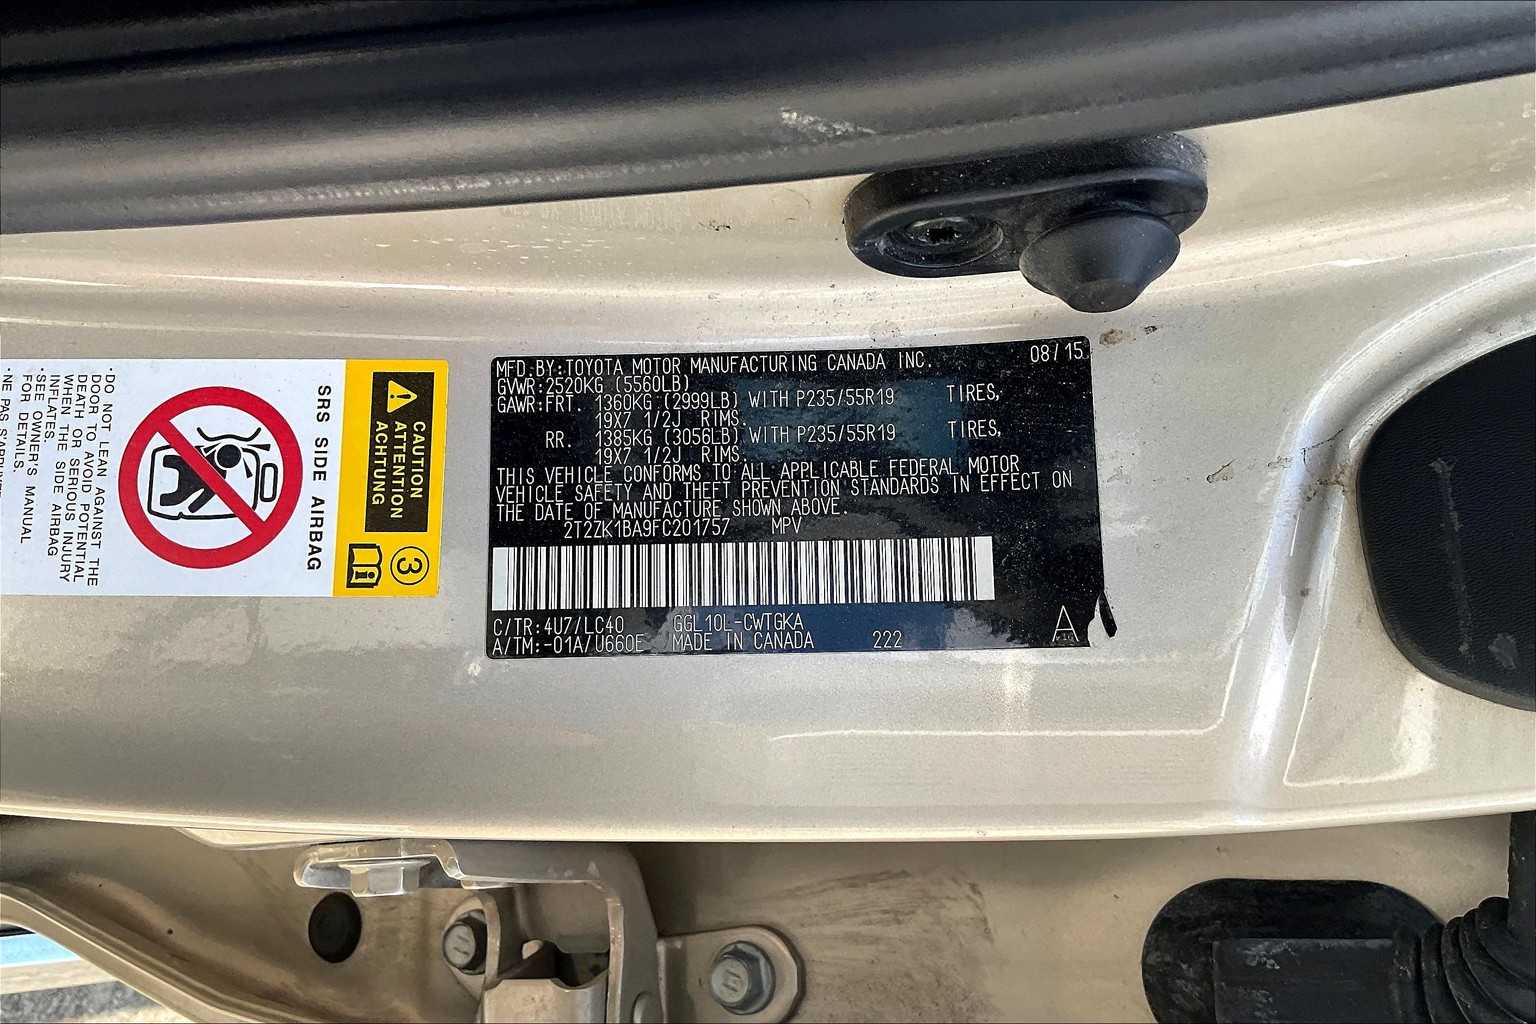 MFD.BY:TOYOTA MOTOR MANUFACTURING CANADA INC. 08/15
GVWR:2520KG (5560LB)
GAWR:FRT. 1360KG (2999LB) WITH P235/55R19 TIRES,
19X7 1/2J RIMS.
RR. 1385KG (3056LB) WITH P235/55R19 TIRES,
19X7 1/2J RIMS.
THIS VEHICLE CONFORMS TO ALL APPLICABLE FEDERAL MOTOR
VEHICLE SAFETY AND THEFT PREVENTION STANDARDS IN EFFECT ON
THE DATE OF MANUFACTURE SHOWN ABOVE.
2T2ZK1BA9FC201757 MPV
C/TR:4U7/LC40 GGL10L-CWTGKA
A/TM:-01A/U660E MADE IN CANADA 222
A
CAUTION
ATTENTION
ACHTUNG
3
SRS SIDE AIRBAG
·DO NOT LEAN AGAINST THE
DOOR TO AVOID POTENTIAL
DEATH OR SERIOUS INJURY
WHEN THE SIDE AIRBAG
INFLATES.
·SEE OWNER'S MANUAL
FOR DETAILS.
·NE PAS